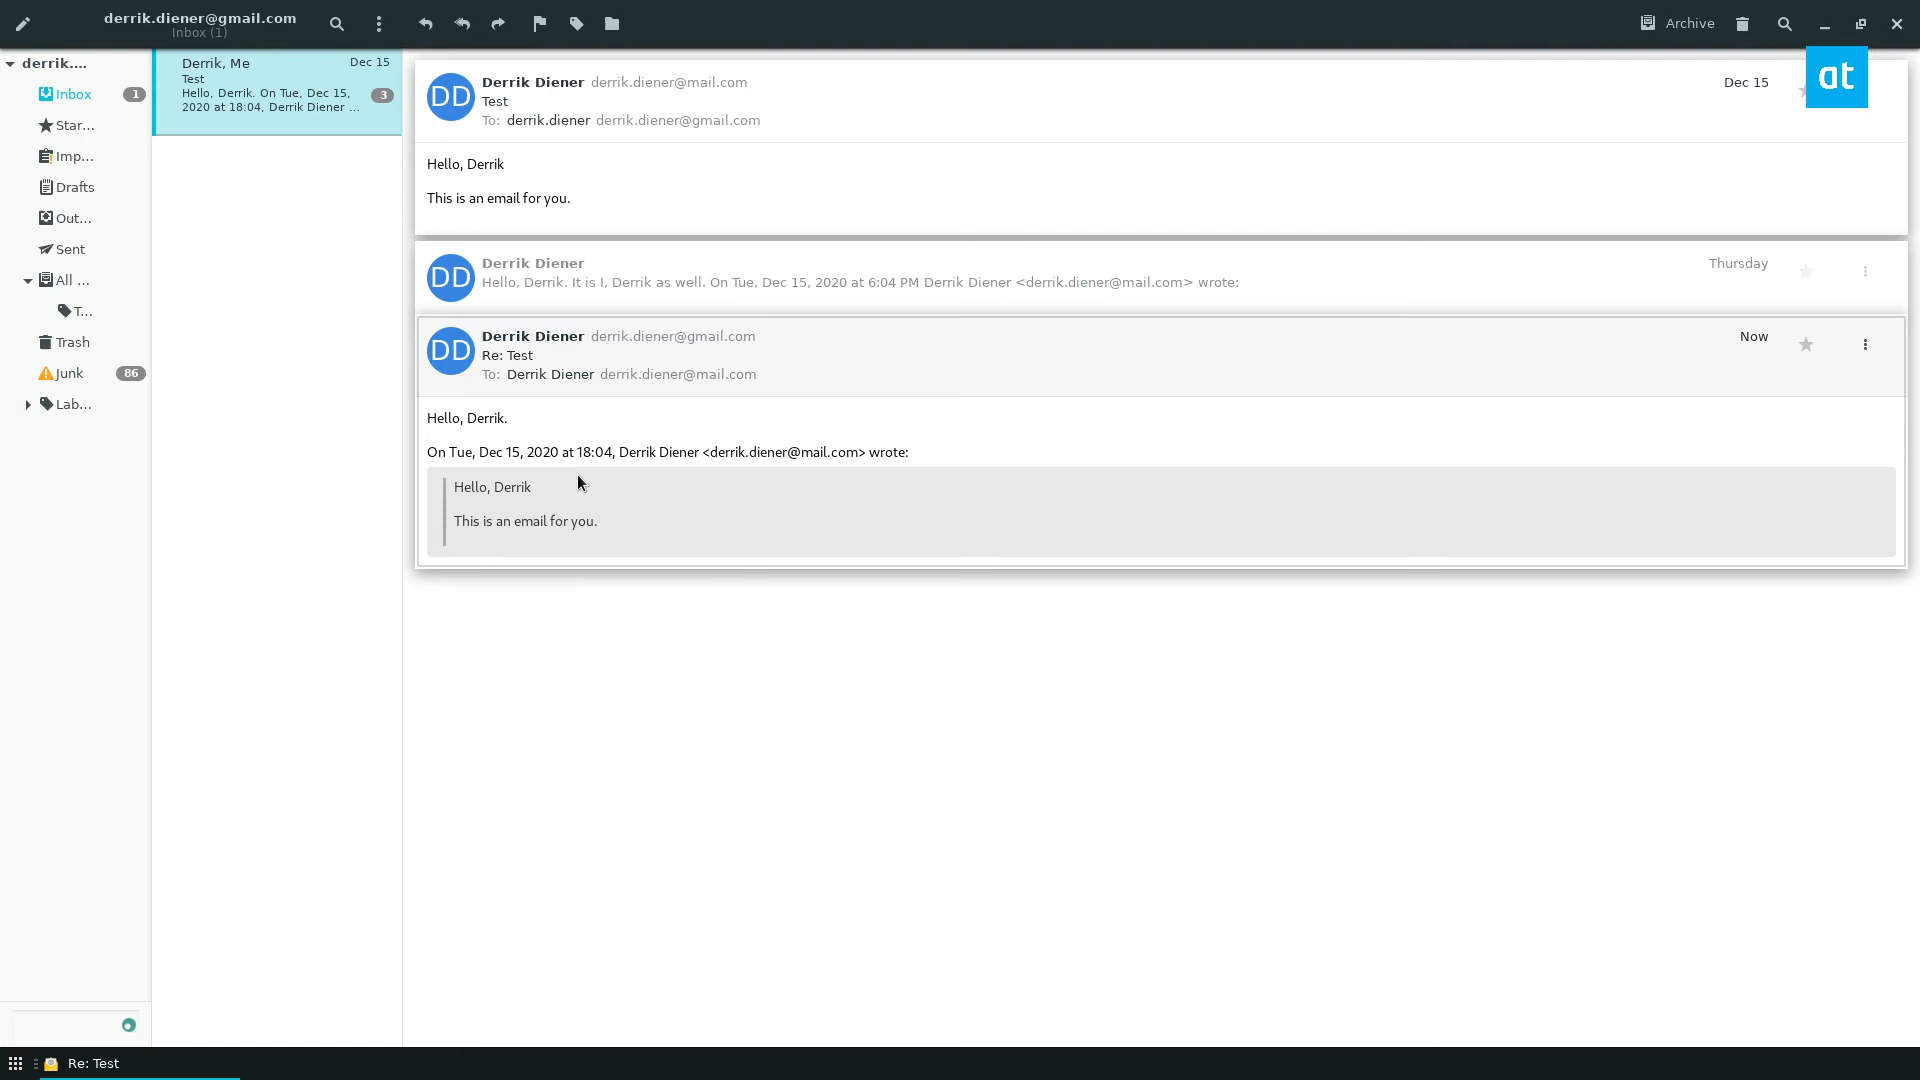 derrik.diener@gmail.com
Inbox (1)
Archive
derrik....
Inbox 1
Star...
Imp...
Drafts
Out...
Sent
All ...
T...
Trash
Junk 86
Lab...
Derrik, Me Dec 15
Test
Hello, Derrik. On Tue, Dec 15,
2020 at 18:04, Derrik Diener ...
3
DD
Derrik Diener derrik.diener@mail.com Dec 15
Test
To: derrik.diener derrik.diener@gmail.com
at
Hello, Derrik
This is an email for you.
DD
Derrik Diener Thursday
Hello, Derrik. It is I, Derrik as well. On Tue, Dec 15, 2020 at 6:04 PM Derrik Diener <derrik.diener@mail.com> wrote:
DD
Derrik Diener derrik.diener@gmail.com Now
Re: Test
To: Derrik Diener derrik.diener@mail.com
Hello, Derrik.
On Tue, Dec 15, 2020 at 18:04, Derrik Diener <derrik.diener@mail.com> wrote:
Hello, Derrik
This is an email for you.
Re: Test